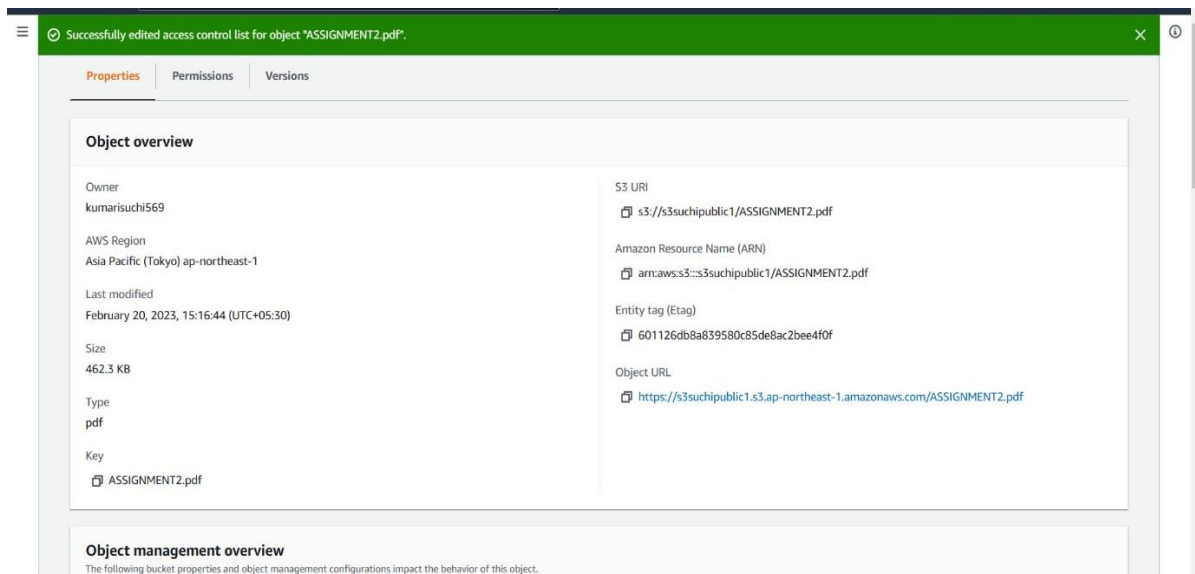 Successfully edited access control list for object "ASSIGNMENT2.pdf".
Properties
Permissions
Versions
Object overview
Owner
kumarisuchi569
AWS Region
Asia Pacific (Tokyo) ap-northeast-1
Last modified
February 20, 2023, 15:16:44 (UTC+05:30)
Size
462.3 KB
Type
pdf
Key
ASSIGNMENT2.pdf
S3 URI
s3://s3suchipublic1/ASSIGNMENT2.pdf
Amazon Resource Name (ARN)
arn:aws:s3:::s3suchipublic1/ASSIGNMENT2.pdf
Entity tag (Etag)
601126db8a839580c85de8ac2bee4f0f
Object URL
https://s3suchipublic1.s3.ap-northeast-1.amazonaws.com/ASSIGNMENT2.pdf
Object management overview
The following bucket properties and object management configurations impact the behavior of this object.